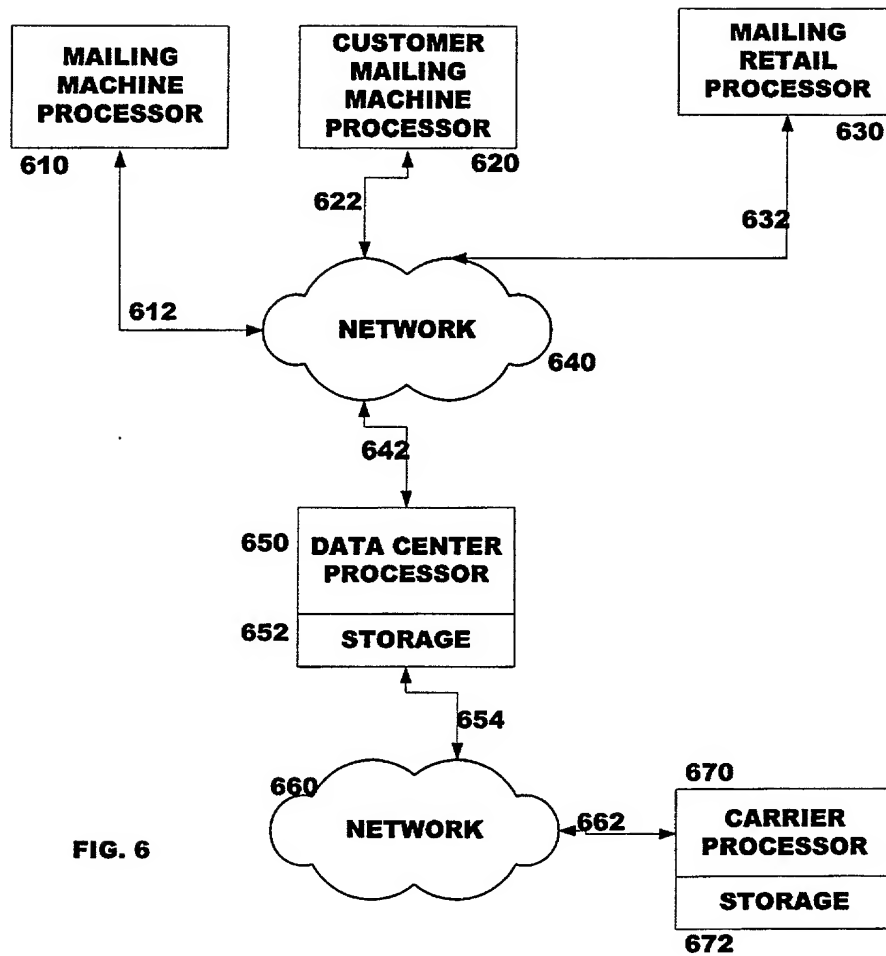 MAILING
MACHINE
PROCESSOR
610
CUSTOMER
MAILING
MACHINE
PROCESSOR
620
MAILING
RETAIL
PROCESSOR
630
622
632
612
NETWORK
640
642
650
DATA CENTER
PROCESSOR
652
STORAGE
654
660
NETWORK
662
670
CARRIER
PROCESSOR
STORAGE
672
FIG. 6